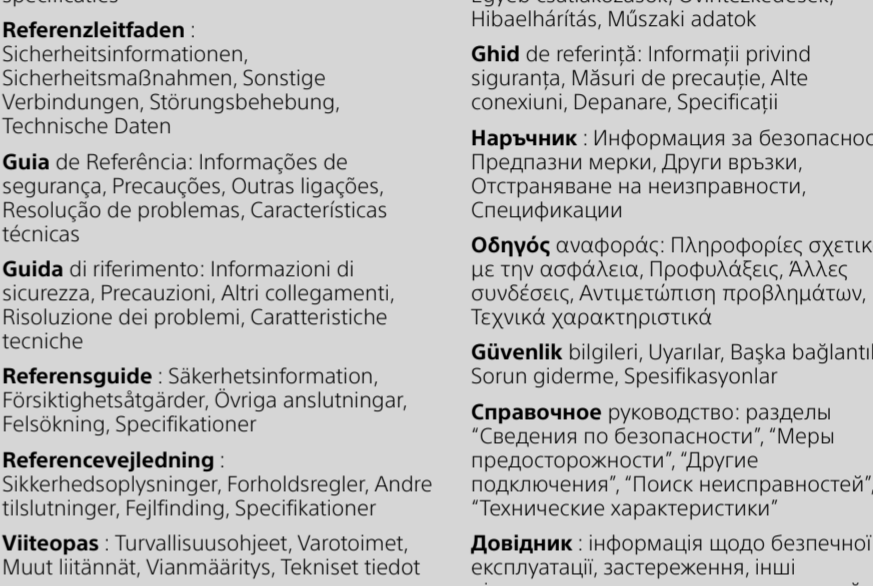 Referenzleitfaden :
Sicherheitsinformationen,
Sicherheitsmaßnahmen, Sonstige
Verbindungen, Störungsbehebung,
Technische Daten
Guia de Referência: Informações de
segurança, Precauções, Outras ligações,
Resolução de problemas, Características
técnicas
Guida di riferimento: Informazioni di
sicurezza, Precauzioni, Altri collegamenti,
Risoluzione dei problemi, Caratteristiche
tecniche
Referensguide : Säkerhetsinformation,
Försiktighetsåtgärder, Övriga anslutningar,
Felsökning, Specifikationer
Referencevejledning :
Sikkerhedsoplysninger, Forholdsregler, Andre
tilslutninger, Fejlfinding, Specifikationer
Viiteopas : Turvallisuusohjeet, Varotoimet,
Muut liitännät, Vianmääritys, Tekniset tiedot
Hibaelhárítás, Műszaki adatok
Ghid de referință: Informații privind
siguranța, Măsuri de precauție, Alte
conexiuni, Depanare, Specificații
Наръчник : Информация за
Предпазни мерки, Други връзки,
Отстраняване на неизправности,
Спецификации
Οδηγός αναφοράς: Πληροφορίες
με την ασφάλεια, Προφυλάξεις, Άλλες
συνδέσεις, Αντιμετώπιση προβλημάτων,
Τεχνικά χαρακτηριστικά
Güvenlik bilgileri, Uyarılar, Başka
Sorun giderme, Spesifikasyonlar
Справочное руководство: разделы
“Сведения по безопасности”, “Меры
предосторожности”, “Другие
подключения”, “Поиск неисправностей”,
“Технические характеристики”
Довідник : інформація щодо безпечної
експлуатації, застереження, інші